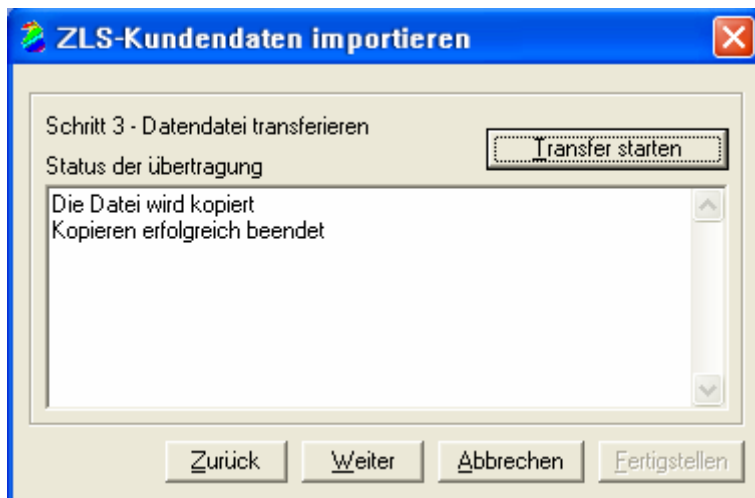 ZLS-Kundendaten importieren
Schritt 3 - Datendatei transferieren
Transfer starten
Status der übertragung
Die Datei wird kopiert
Kopieren erfolgreich beendet
Zurück Weiter Abbrechen Fertigstellen